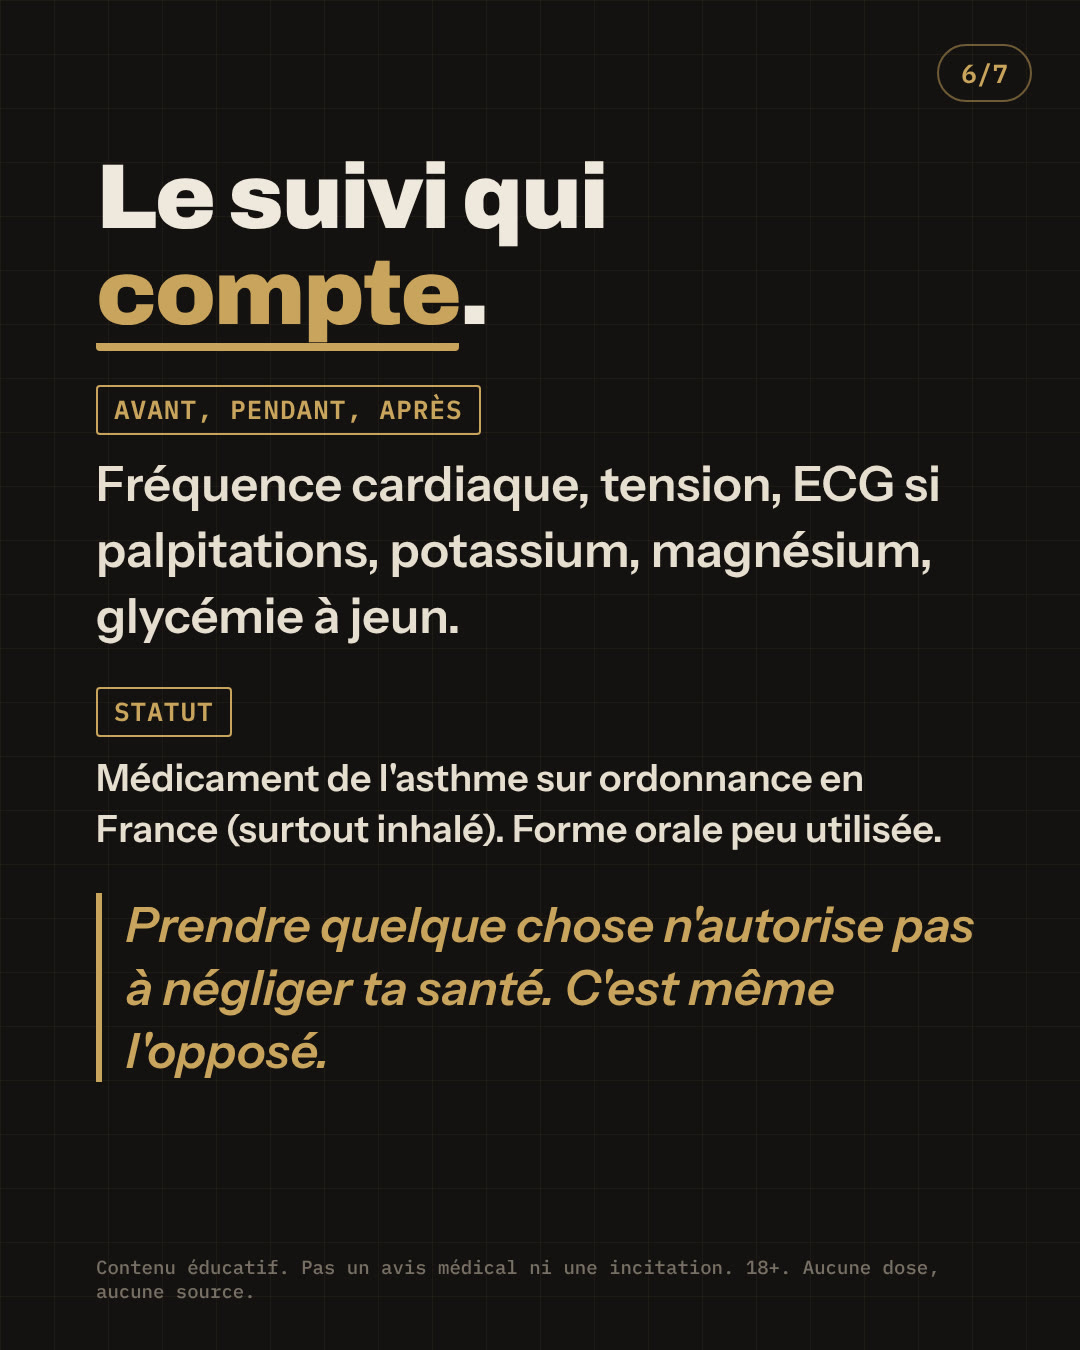 6/7
Le suivi qui
compte.
AVANT, PENDANT, APRÈS
Fréquence cardiaque, tension, ECG si
palpitations, potassium, magnésium,
glycémie à jeun.
STATUT
Médicament de l'asthme sur ordonnance en
France (surtout inhalé). Forme orale peu utilisée.
Prendre quelque chose n'autorise pas
à négliger ta santé. C'est même
l'opposé.
Contenu éducatif. Pas un avis médical ni une incitation. 18+. Aucune dose,
aucune source.